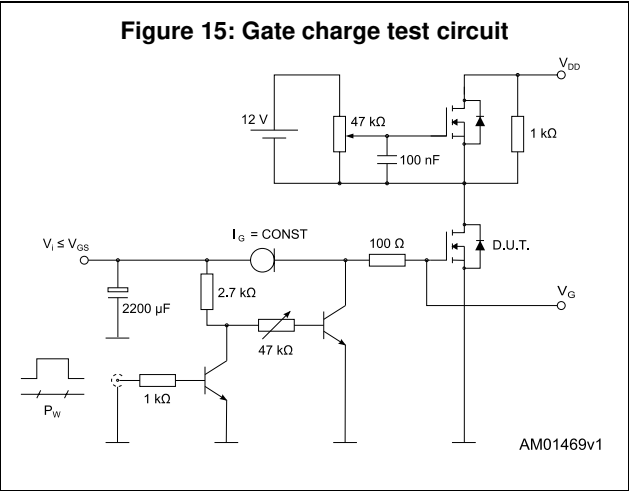 Figure 15: Gate charge test circuit
V_DD
12 V
47 kΩ
1 kΩ
100 nF
V_i ≤ V_GS
I_G = CONST
100 Ω
D.U.T.
2.7 kΩ
2200 μF
V_G
47 kΩ
1 kΩ
P_W
AM01469v1